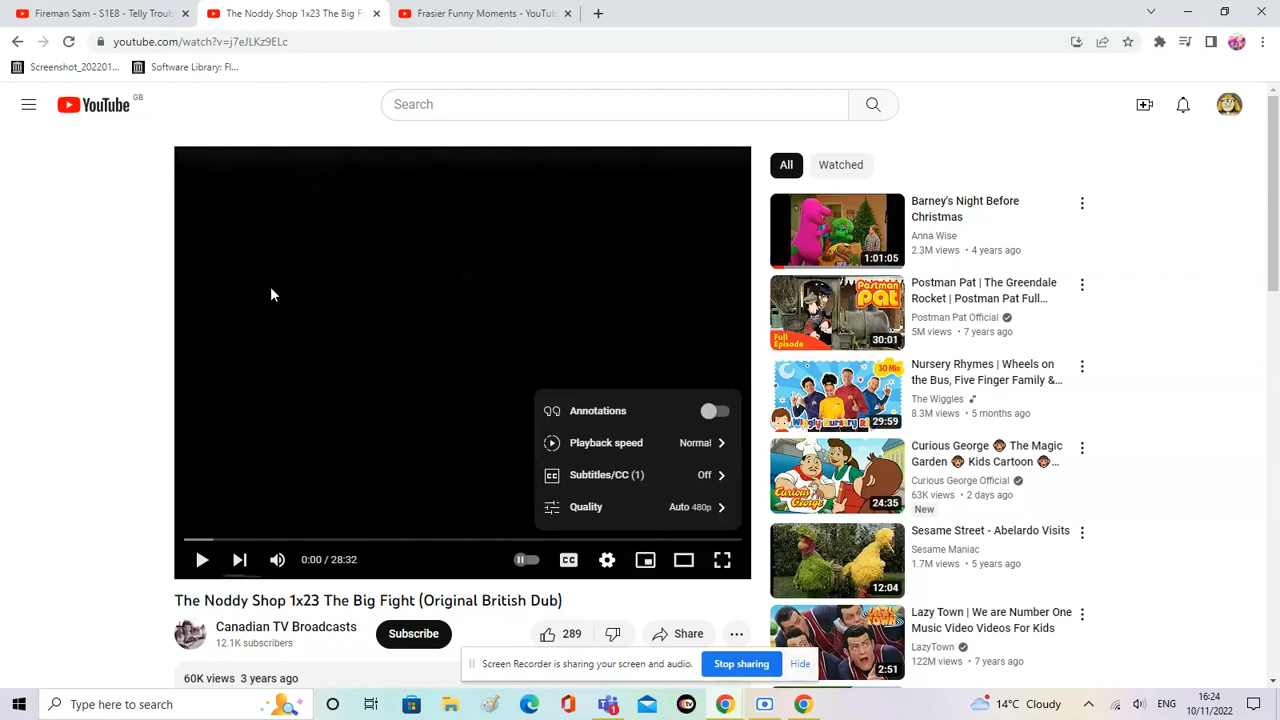 Fireman Sam - S1E8 - Telly Troub
The Noddy Shop 1x23 The Big F
Frasier Funny Moments - YouTub
youtube.com/watch?v=j7eJLKz9ELc
Screenshot_202201...
Software Library: Fl...
YouTube GB
Search
All
Watched
Barney's Night Before
Christmas
Anna Wise
2.3M views • 4 years ago
1:01:05
Postman Pat | The Greendale
Rocket | Postman Pat Full...
Postman Pat Official
5M views • 7 years ago
POSTMAN
Pat
Full
Episode
30:01
Nursery Rhymes | Wheels on
the Bus, Five Finger Family &...
The Wiggles
8.3M views • 5 months ago
30 Min
29:59
Curious George 🐵 The Magic
Garden 🐵 Kids Cartoon 🐵...
Curious George Official
63K views • 2 days ago
New
CURIOUS
GEORGE
24:35
Sesame Street - Abelardo Visits
Sesame Maniac
1.7M views • 5 years ago
12:04
Lazy Town | We are Number One
Music Video Videos For Kids
LazyTown
122M views • 7 years ago
2:51
Annotations
Playback speed Normal
Subtitles/CC (1) Off
Quality Auto 480p
0:00 / 28:32
CC
The Noddy Shop 1x23 The Big Fight (Original British Dub)
Canadian TV Broadcasts
12.1K subscribers
Subscribe
289
Share
60K views 3 years ago
Screen Recorder is sharing your screen and audio.
Stop sharing
Hide
Type here to search
14°C Cloudy
ENG
16:24
10/11/2022